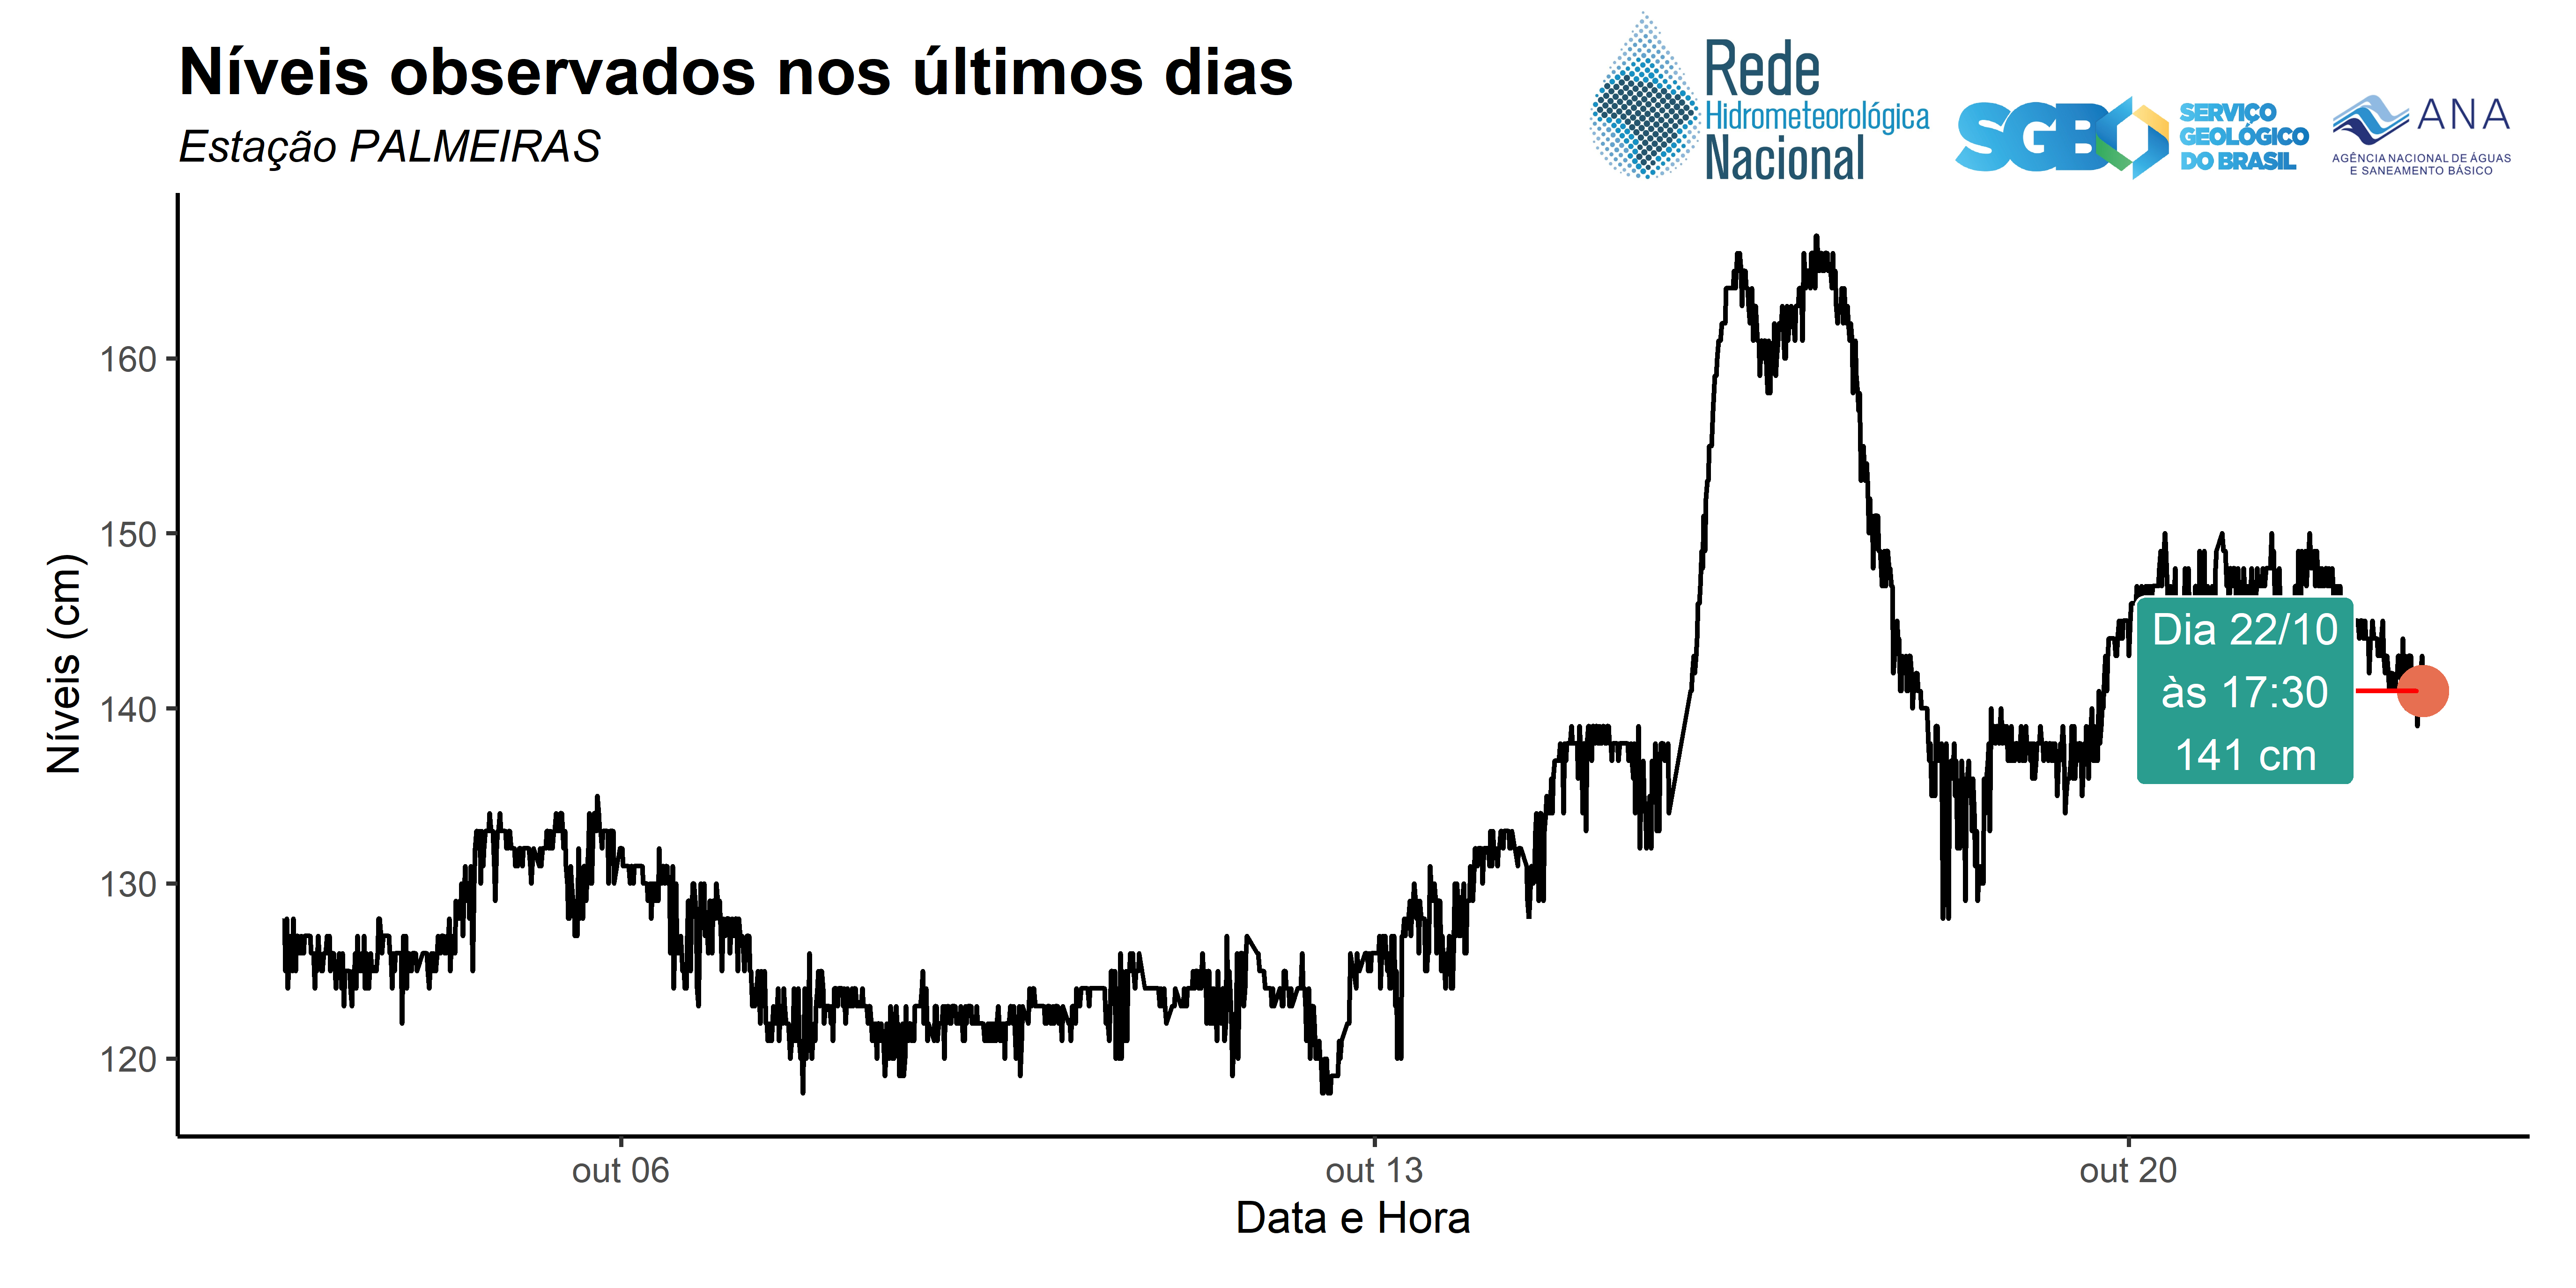 Níveis observados nos últimos dias
Estação PALMEIRAS
Rede
Hidrometeorológica
Nacional
SGB
SERVIÇO
GEOLÓGICO
DO BRASIL
ANA
AGÊNCIA NACIONAL DE ÁGUAS
E SANEAMENTO BÁSICO
Níveis (cm)
160
150
140
130
120
Dia 22/10
às 17:30
141 cm
out 06
out 13
out 20
Data e Hora